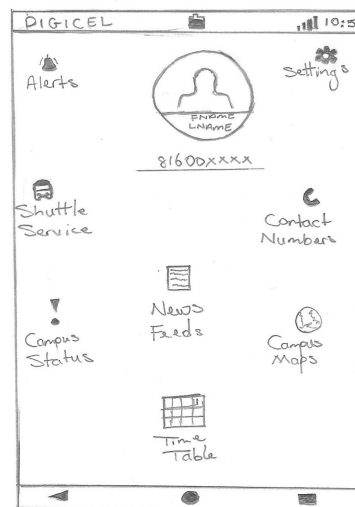 DIGICEL 10:5
Alerts
Settings
FNAME
LNAME
81600xxxx
Shuttle
Service
Contact
Numbers
News
Feeds
Campus
Status
Campus
Maps
Time
Table